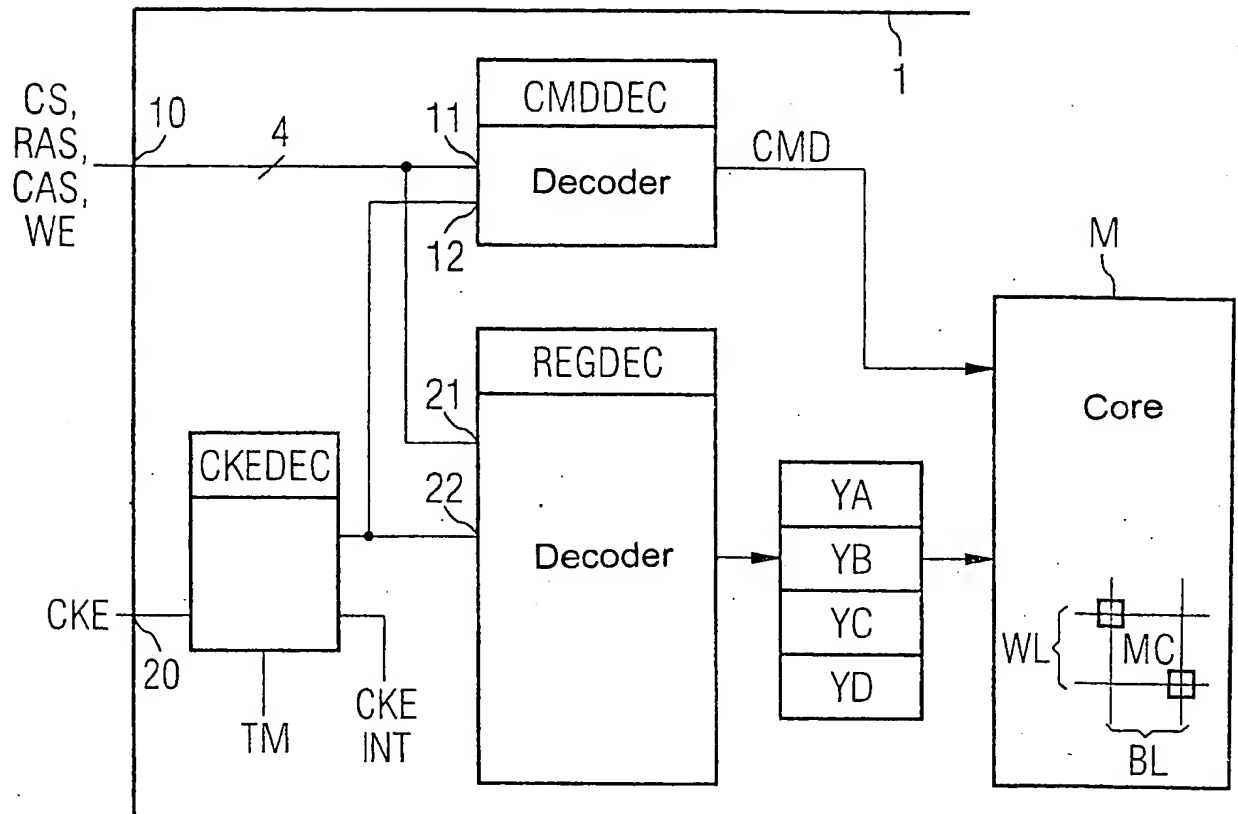 1
CS,
RAS,
CAS,
WE
10
4
11
12
CMDDEC
Decoder
CMD
M
Core
REGDEC
21
22
Decoder
CKEDEC
CKE
20
TM
CKE
INT
YA
YB
YC
YD
WL
MC
BL